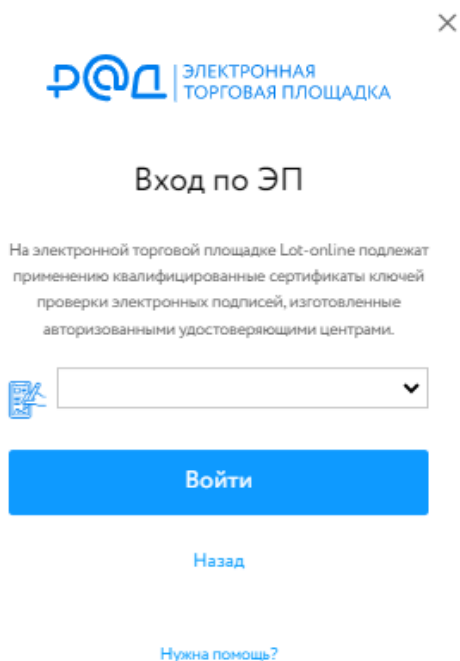 Р@Д ЭЛЕКТРОННАЯ
ТОРГОВАЯ ПЛОЩАДКА
Вход по ЭП
На электронной торговой площадке Lot-online подлежат
применению квалифицированные сертификаты ключей
проверки электронных подписей, изготовленные
авторизованными удостоверяющими центрами.
Войти
Назад
Нужна помощь?